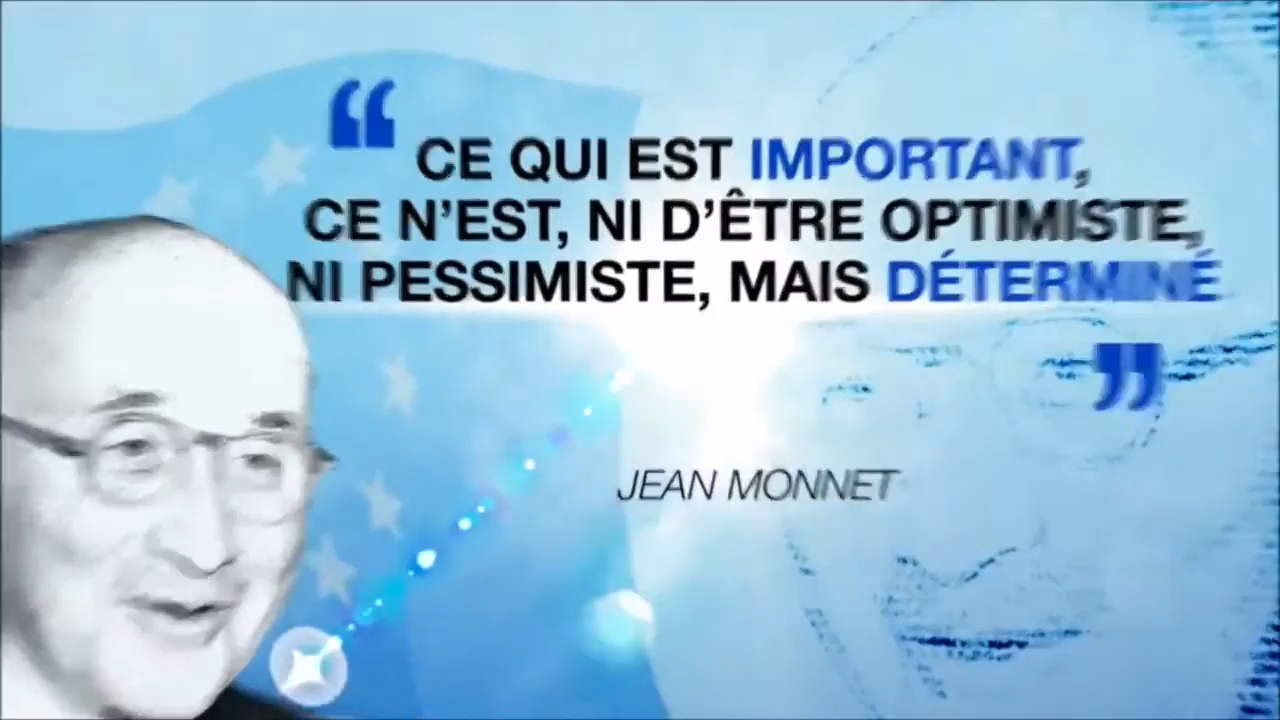 “ CE QUI EST IMPORTANT,
CE N’EST, NI D’ÊTRE OPTIMISTE,
NI PESSIMISTE, MAIS DÉTERMINÉ
”
JEAN MONNET